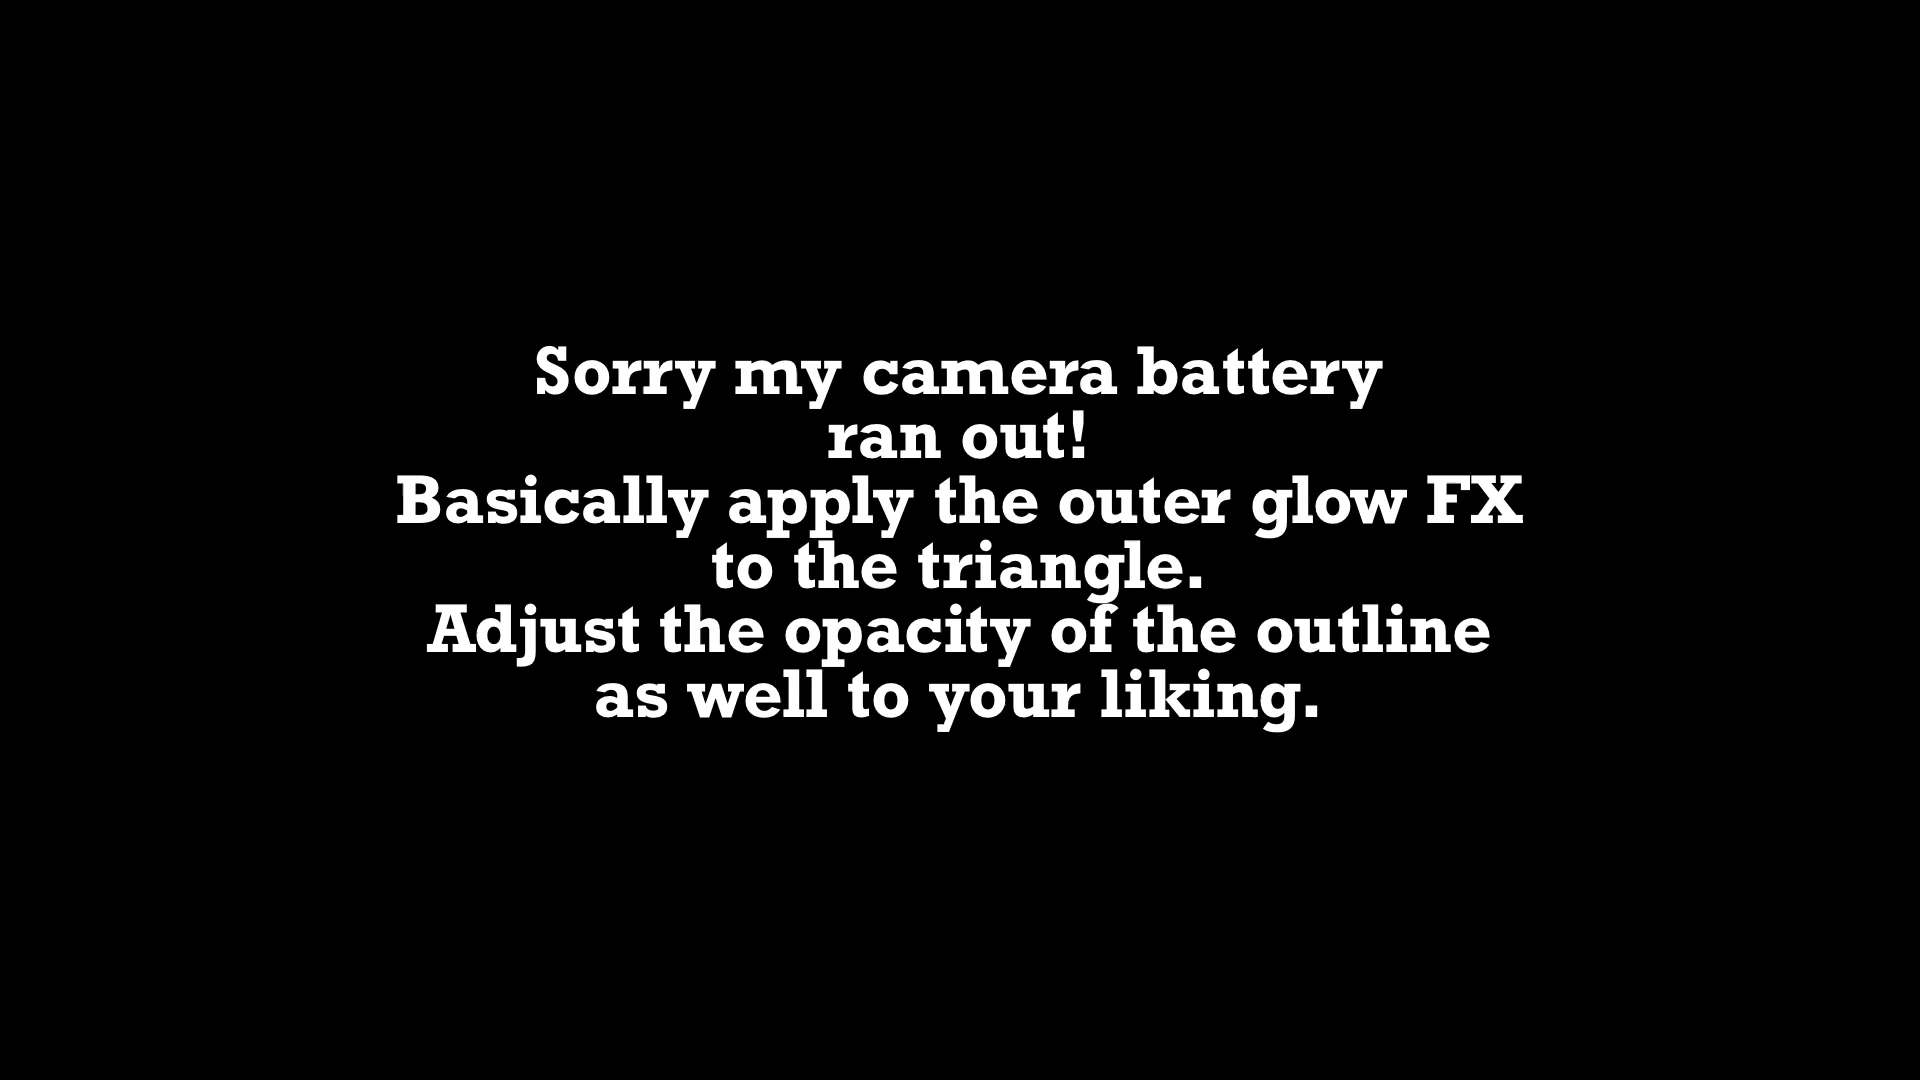 Sorry my camera battery
ran out!
Basically apply the outer glow FX
to the triangle.
Adjust the opacity of the outline
as well to your liking.